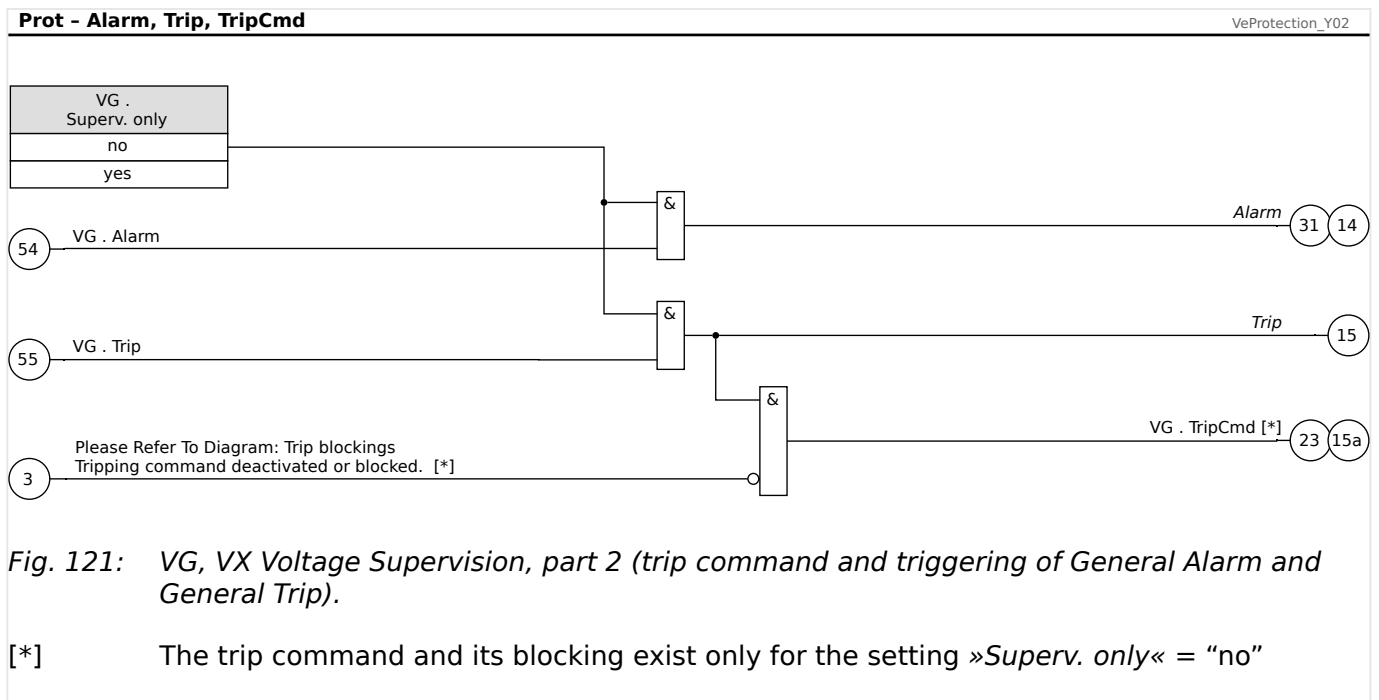 Prot – Alarm, Trip, TripCmd
VeProtection_Y02
VG .
Superv. only
no
yes
&
Alarm
31
14
54
VG . Alarm
&
Trip
15
55
VG . Trip
&
VG . TripCmd [*]
23
15a
Please Refer To Diagram: Trip blockings
Tripping command deactivated or blocked. [*]
3
Fig. 121: VG, VX Voltage Supervision, part 2 (trip command and triggering of General Alarm and
General Trip).
[*] The trip command and its blocking exist only for the setting »Superv. only« = “no”